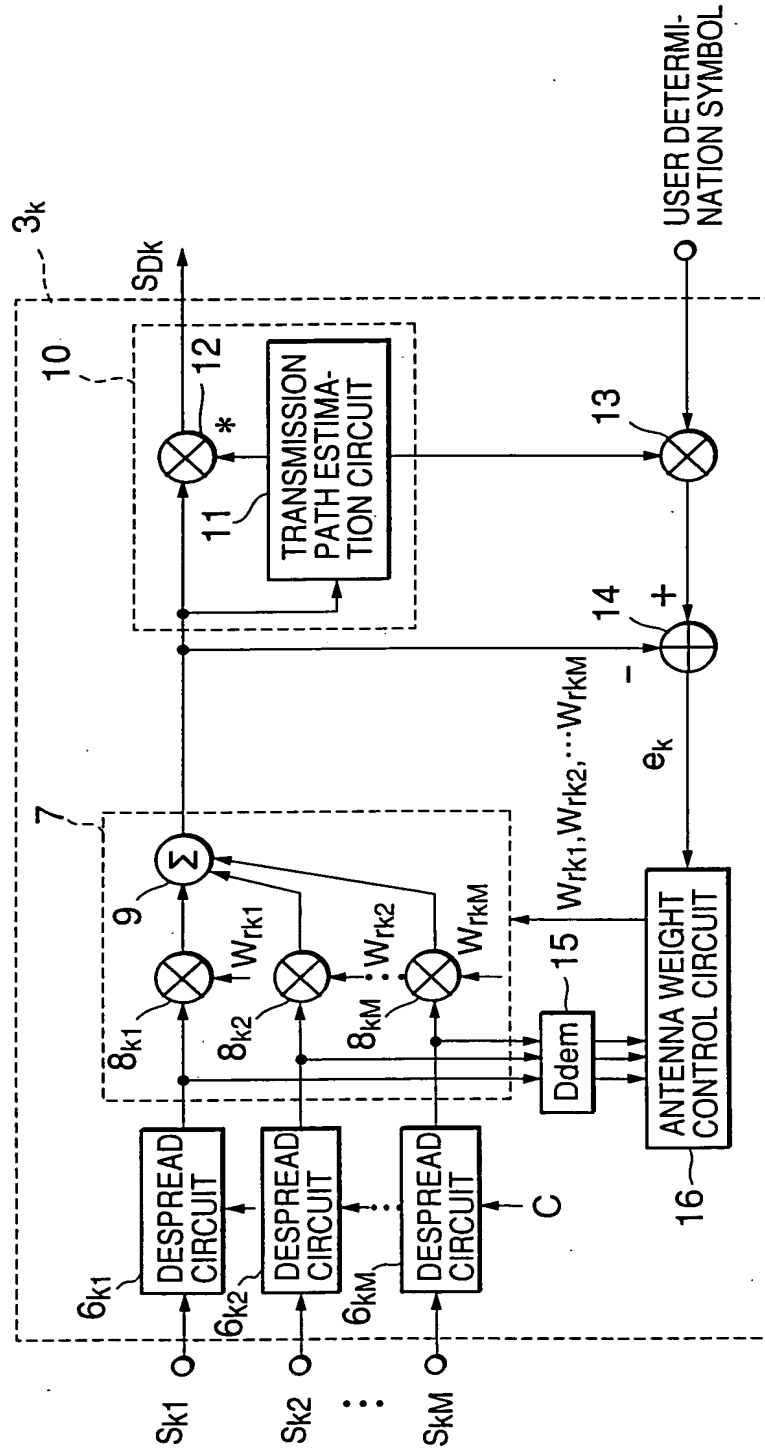 3k
10
SDk
12
*
11
TRANSMISSION
PATH ESTIMA-
TION CIRCUIT
7
9
Σ
8k1
Wrk1
8k2
Wrk2
8kM
WrkM
Sk1
6k1
DESPREAD
CIRCUIT
Sk2
6k2
DESPREAD
CIRCUIT
SkM
6kM
DESPREAD
CIRCUIT
C
15
Ddem
Wrk1, Wrk2, ···WrkM
16
ANTENNA WEIGHT
CONTROL CIRCUIT
ek
14
+
-
13
USER DETERMI-
NATION SYMBOL